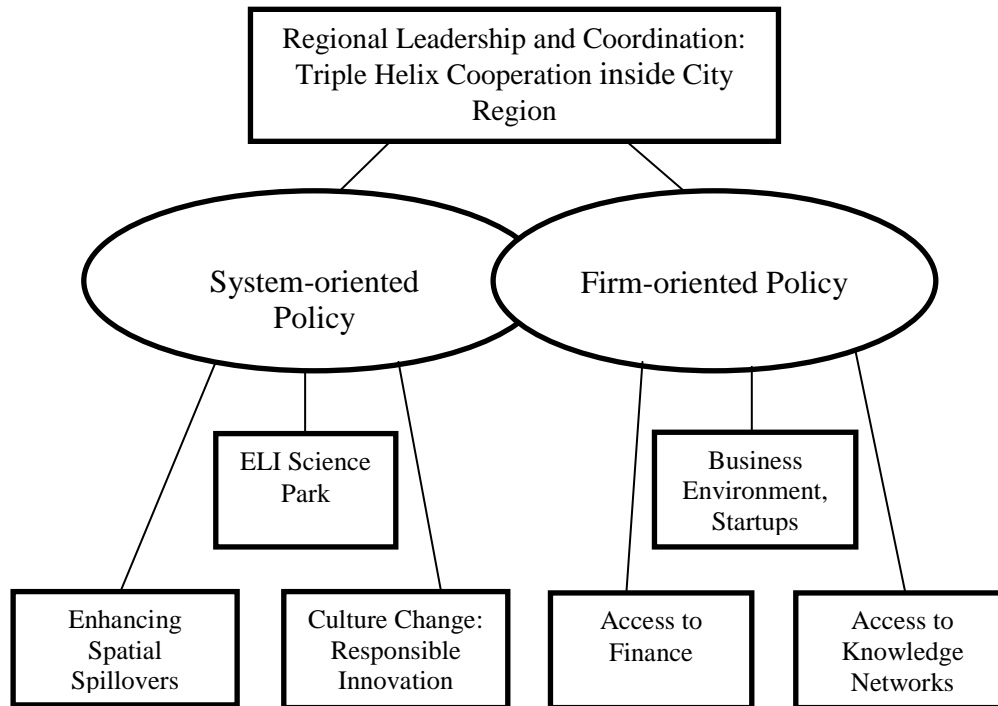 Regional Leadership and Coordination:
Triple Helix Cooperation inside City
Region
System-oriented
Policy
Firm-oriented Policy
ELI Science
Park
Business
Environment,
Startups
Enhancing
Spatial
Spillovers
Culture Change:
Responsible
Innovation
Access to
Finance
Access to
Knowledge
Networks